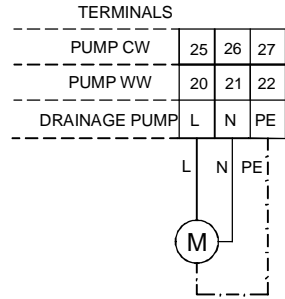 TERMINALS
PUMP CW 25 26 27
PUMP WW 20 21 22
DRAINAGE PUMP L N PE
L N PE
M